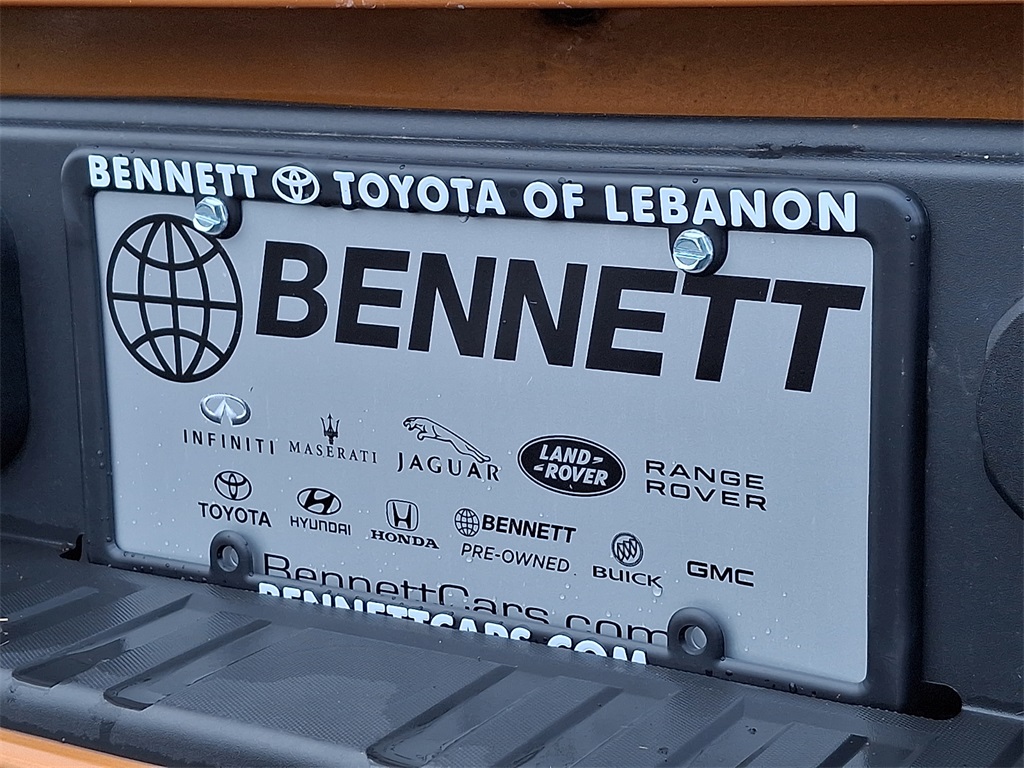 BENNETT TOYOTA OF LEBANON
BENNETT
INFINITI MASERATI JAGUAR LAND-ROVER RANGE ROVER
TOYOTA HYUNDAI HONDA BENNETT PRE-OWNED BUICK GMC
BennettCars.com
BENNETTCARS.COM